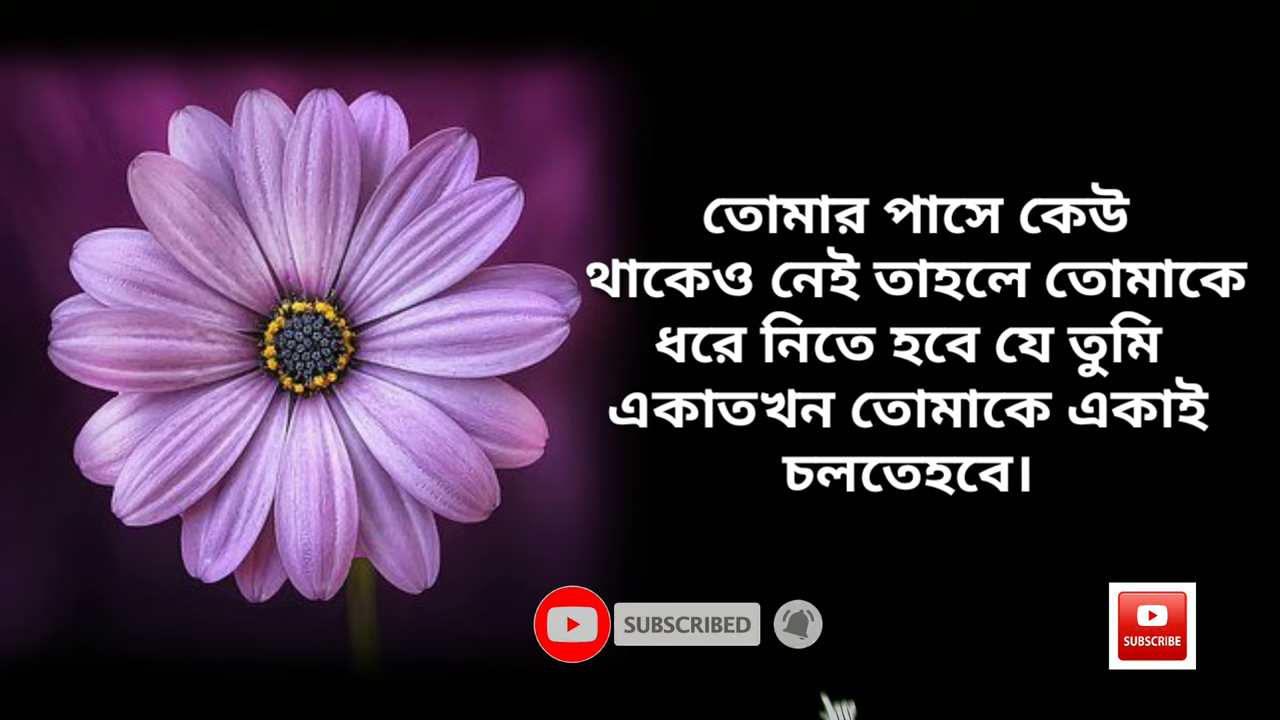 তোমার পাসে কেউ
থাকেও নেই তাহলে তোমাকে
ধরে নিতে হবে যে তুমি
একাতখন তোমাকে একাই
চলতেহবে।
SUBSCRIBED
SUBSCRIBE